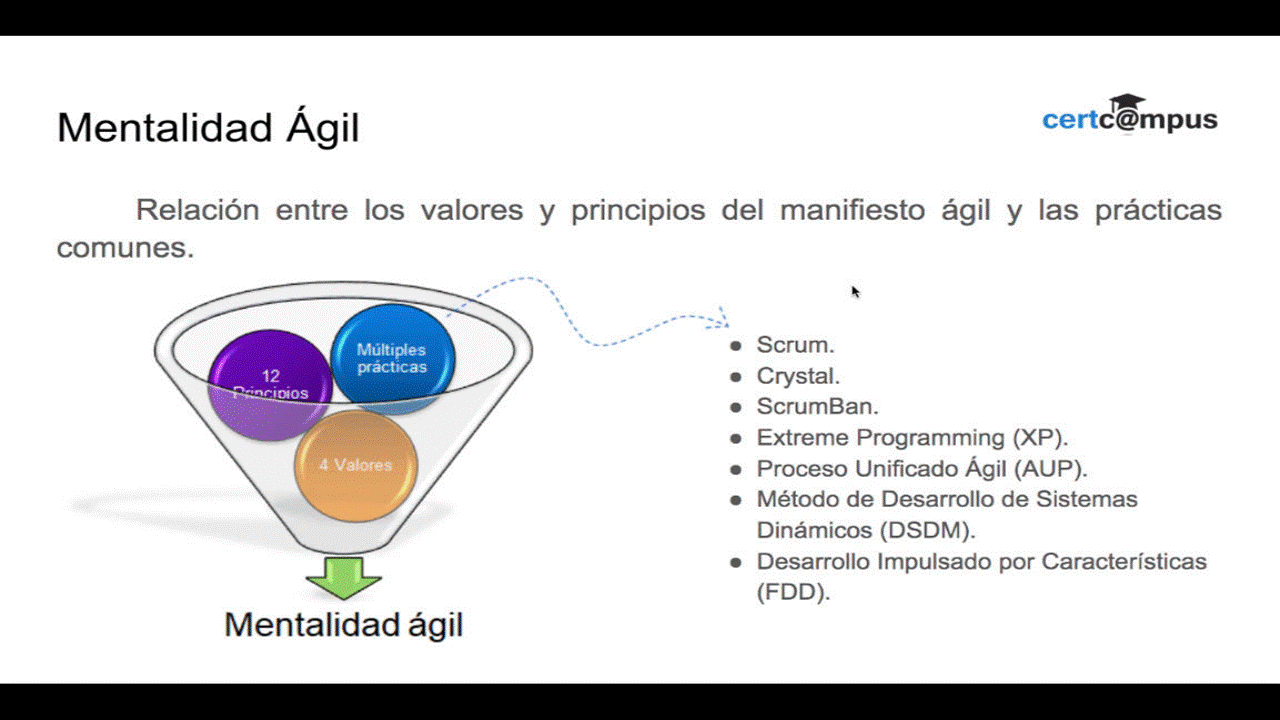 Mentalidad Ágil
certc@mpus
Relación entre los valores y principios del manifiesto ágil y las prácticas
comunes.
Múltiples
prácticas
12
Principios
4 Valores
Mentalidad ágil
● Scrum.
● Crystal.
● ScrumBan.
● Extreme Programming (XP).
● Proceso Unificado Ágil (AUP).
● Método de Desarrollo de Sistemas
Dinámicos (DSDM).
● Desarrollo Impulsado por Características
(FDD).